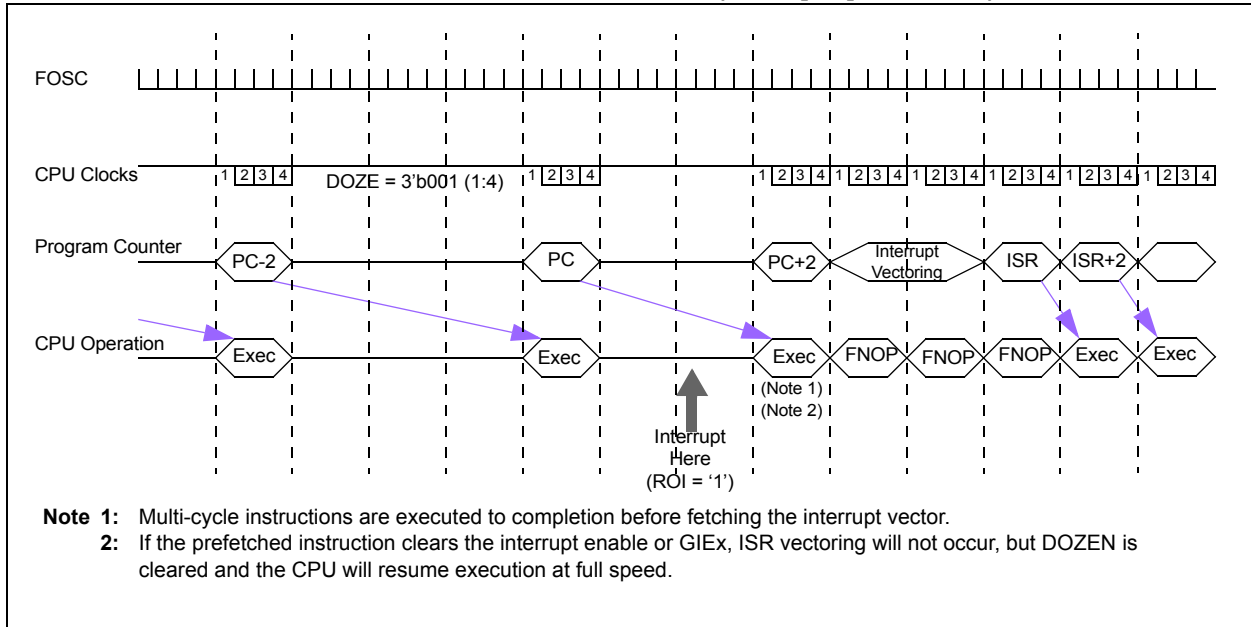 FOSC
CPU Clocks
1 2 3 4 DOZE = 3’b001 (1:4) 1 2 3 4 1 2 3 4 1 2 3 4 1 2 3 4 1 2 3 4 1 2 3 4 1 2 3 4
Program Counter
PC-2 PC PC+2 Interrupt Vectoring ISR ISR+2
CPU Operation
Exec Exec Exec FNOP FNOP FNOP Exec Exec
(Note 1)
(Note 2)
Interrupt
Here
(ROI = ‘1’)
Note 1: Multi-cycle instructions are executed to completion before fetching the interrupt vector.
2: If the prefetched instruction clears the interrupt enable or GIEx, ISR vectoring will not occur, but DOZEN is
cleared and the CPU will resume execution at full speed.